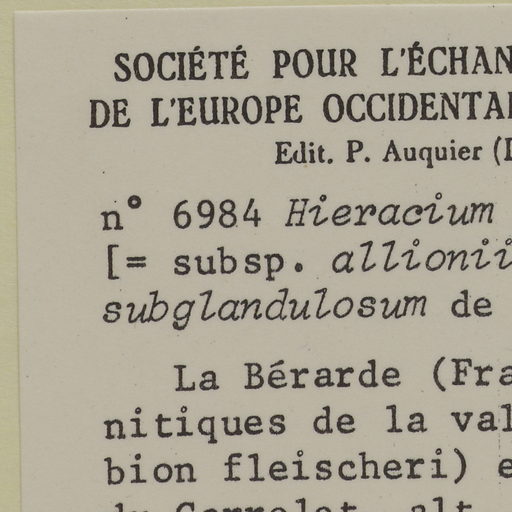 SOCIÉTÉ POUR L'ÉCHAN
DE L'EUROPE OCCIDENTA
Edit. P. Auquier (
n° 6984 Hieracium
[= subsp. allionii
subglandulosum de
La Bérarde (Fra
nitiques de la val
bion fleischeri) e